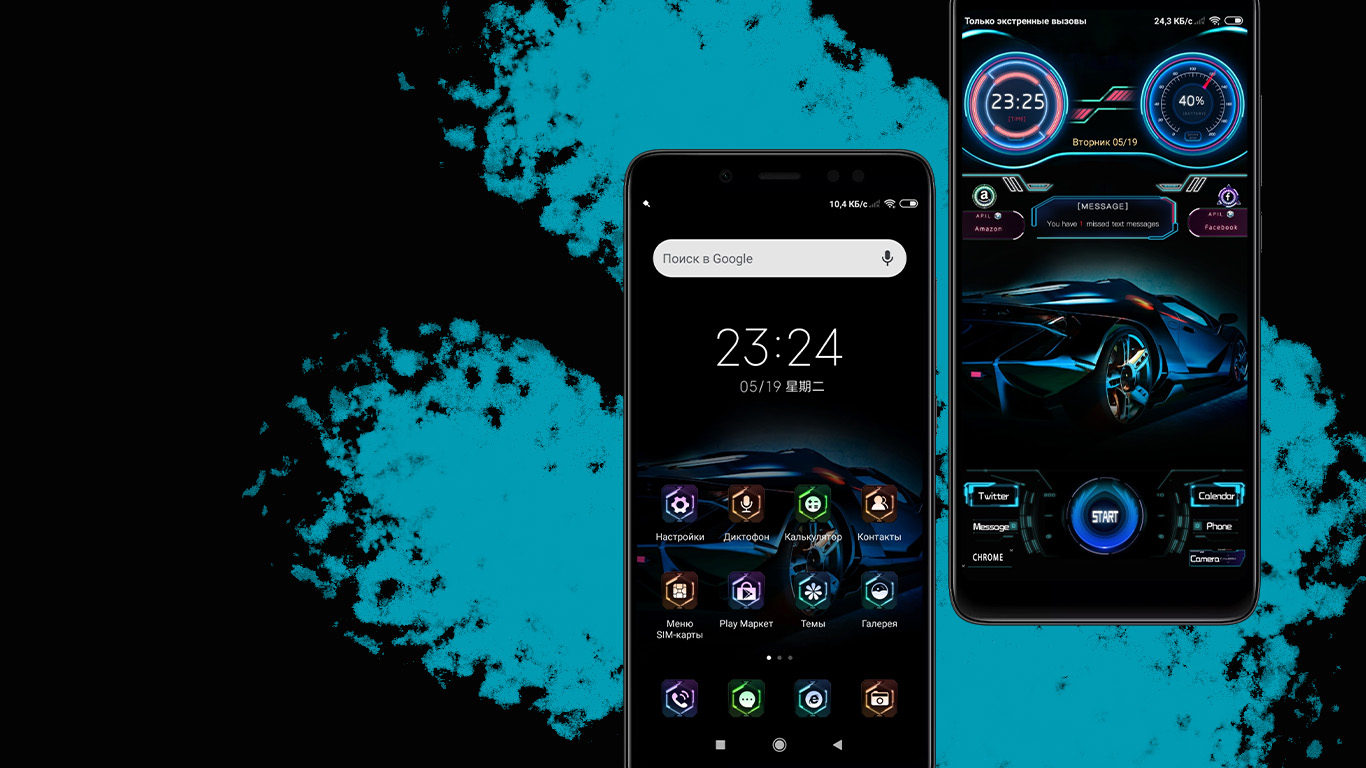 10,4 КБ/с
Поиск в Google
23:24
05/19 星期二
Настройки
Диктофон
Калькулятор
Контакты
Меню
SIM-карты
Play Маркет
Темы
Галерея
Только экстренные вызовы
24,3 КБ/с
23:25
[TIME]
40%
[BATTERY]
Вторник 05/19
a
APIL
Amazon
[MESSAGE]
You have 1 missed text messages
f
APIL
Facebook
Twitter
Message
CHROME
START
Calendar
Phone
Camera